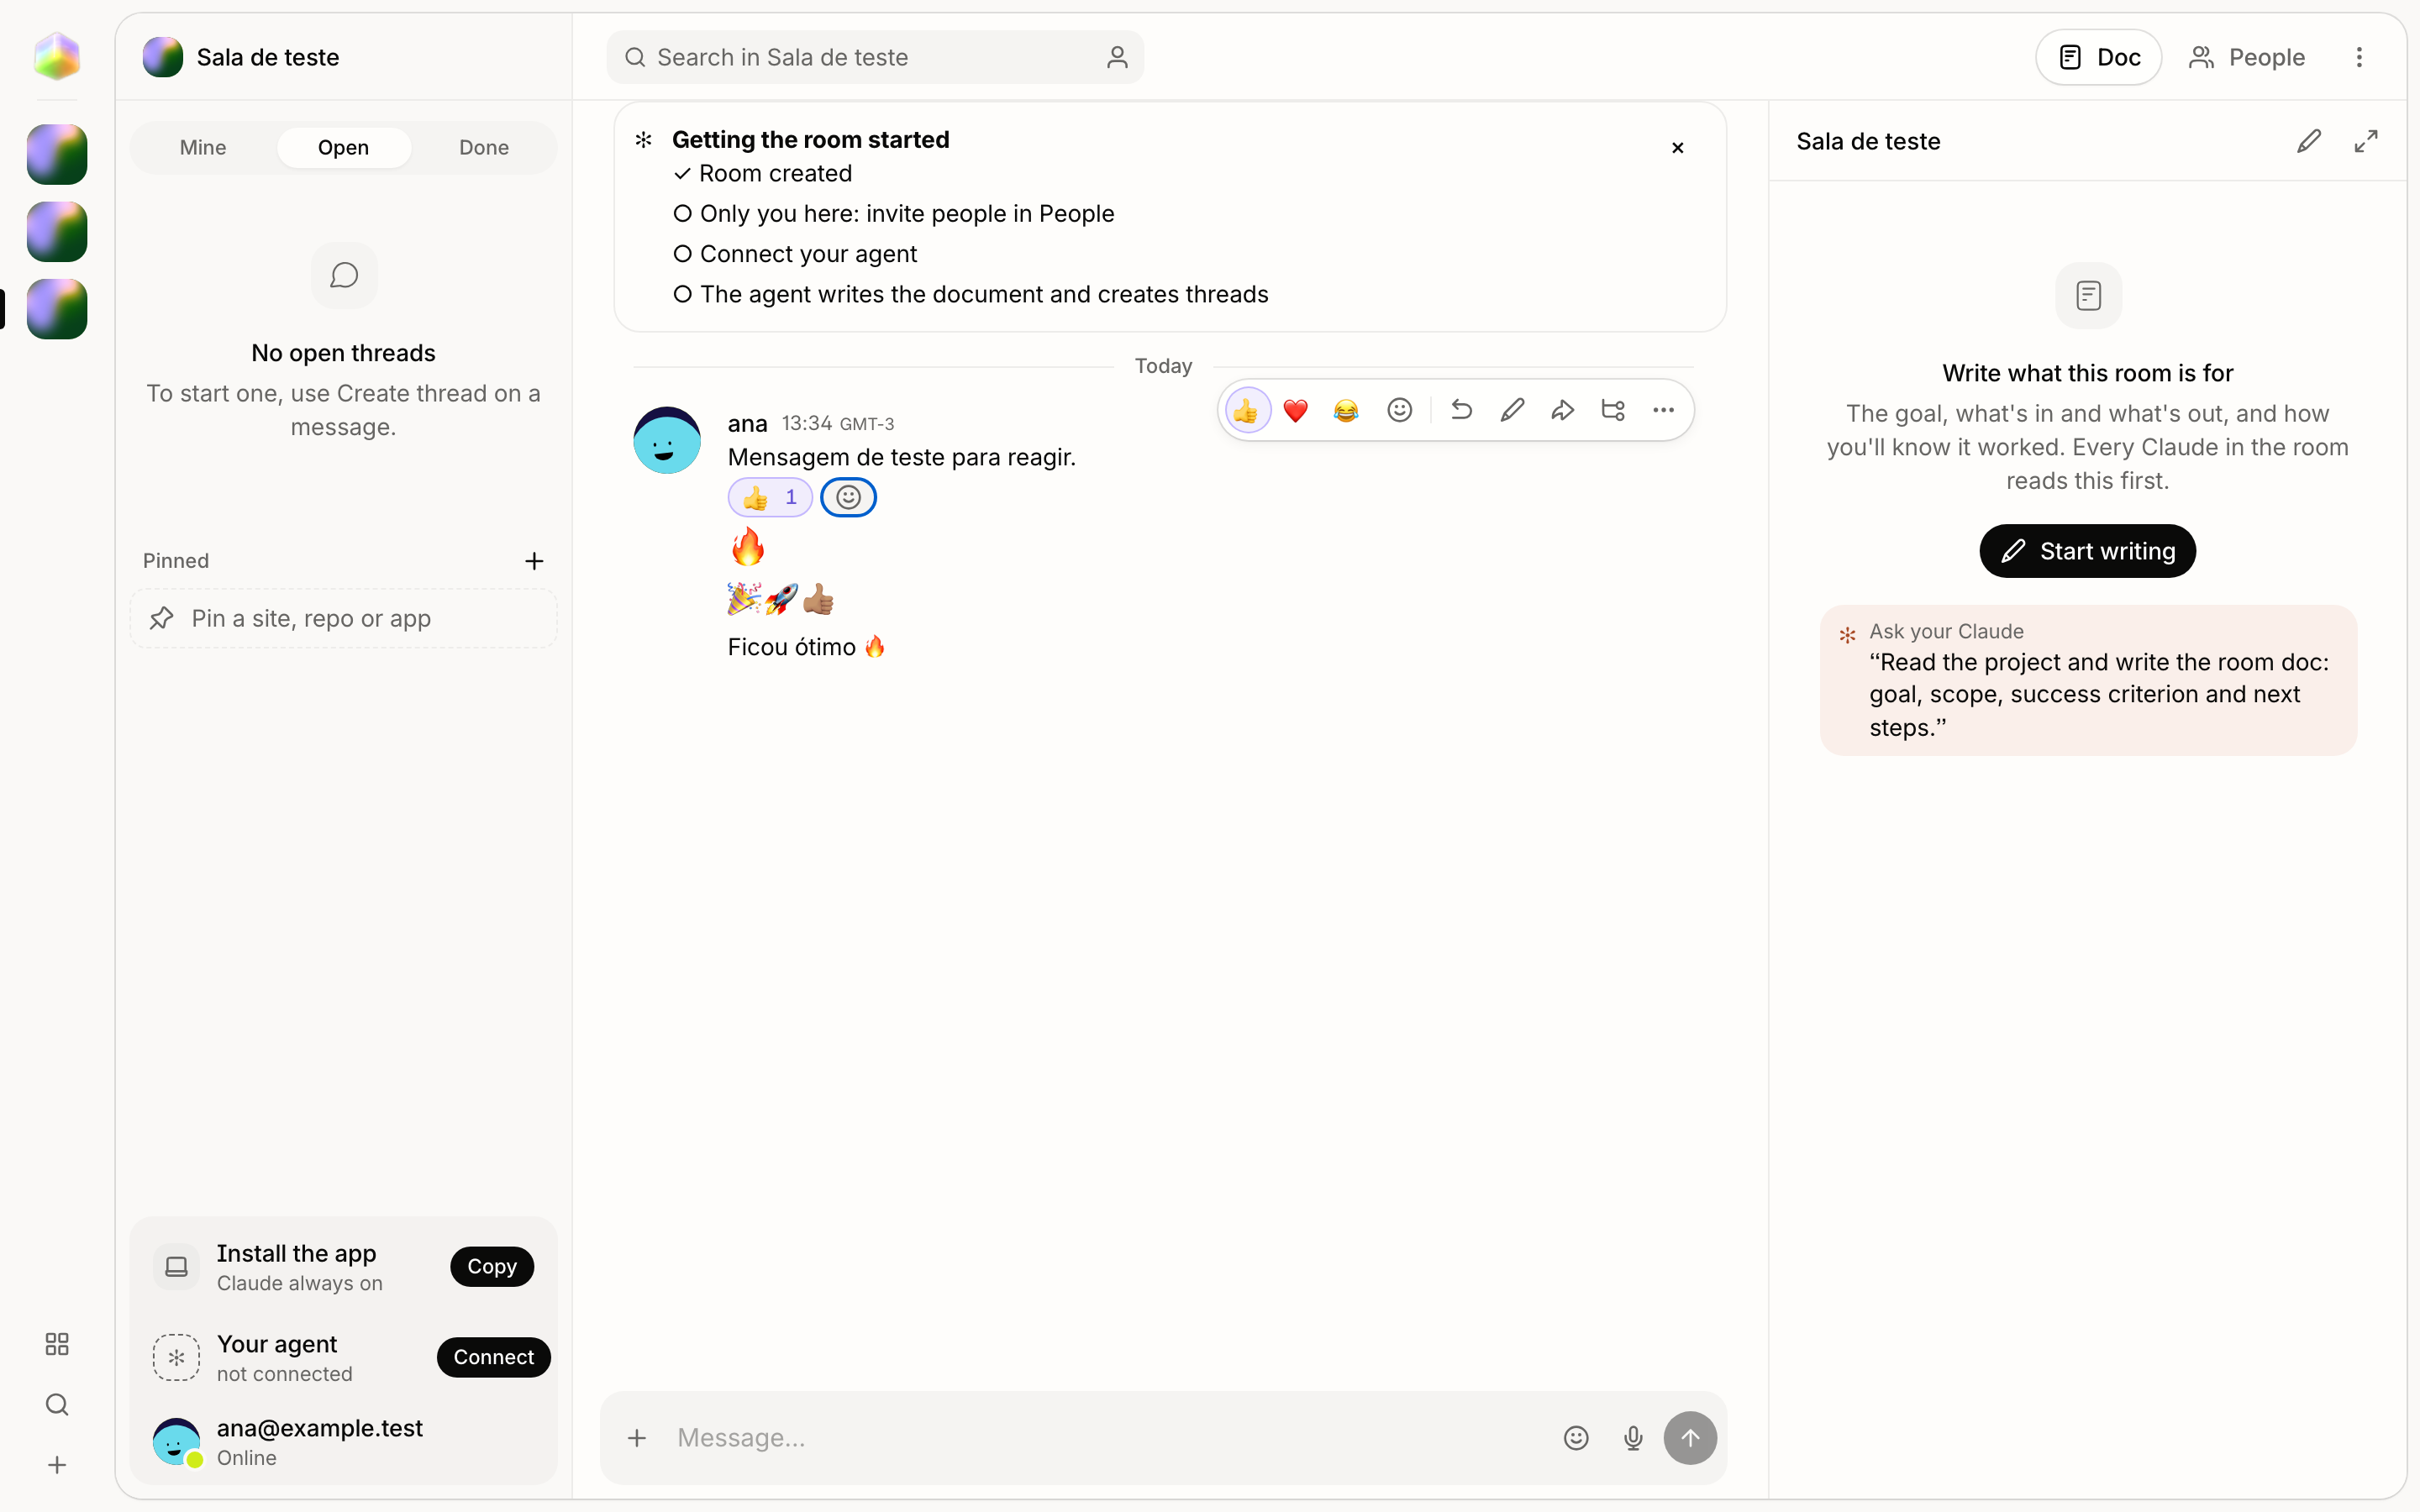 Sala de teste
Search in Sala de teste
Doc
People
Mine
Open
Done
No open threads
To start one, use Create thread on a
message.
Pinned
Pin a site, repo or app
Install the app
Claude always on
Copy
Your agent
not connected
Connect
ana@example.test
Online
Getting the room started
Room created
Only you here: invite people in People
Connect your agent
The agent writes the document and creates threads
Today
ana 13:34 GMT-3
Mensagem de teste para reagir.
👍 1
🔥
🎉🚀👍🏽
Ficou ótimo 🔥
Message...
Sala de teste
Write what this room is for
The goal, what's in and what's out, and how
you'll know it worked. Every Claude in the room
reads this first.
Start writing
Ask your Claude
“Read the project and write the room doc:
goal, scope, success criterion and next
steps.”